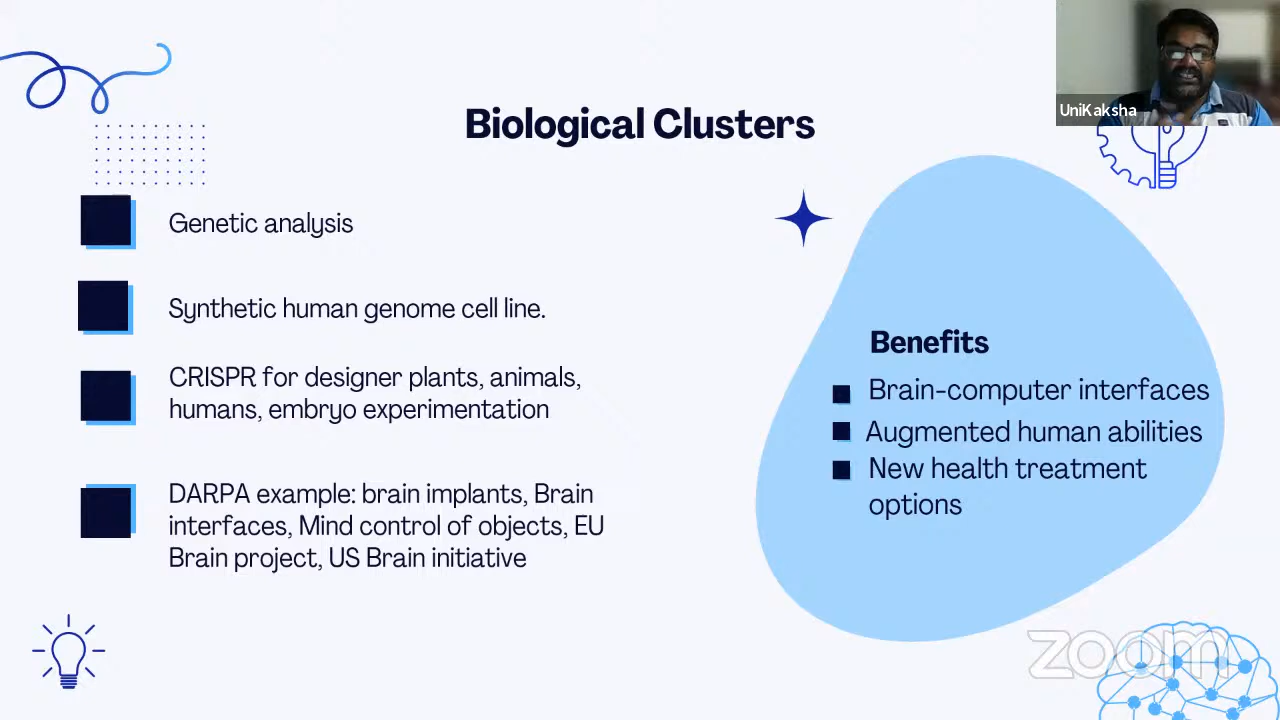 UniKaksha
Biological Clusters
Genetic analysis
Synthetic human genome cell line.
CRISPR for designer plants, animals,
humans, embryo experimentation
DARPA example: brain implants, Brain
interfaces, Mind control of objects, EU
Brain project, US Brain initiative
Benefits
Brain-computer interfaces
Augmented human abilities
New health treatment
options
zoom